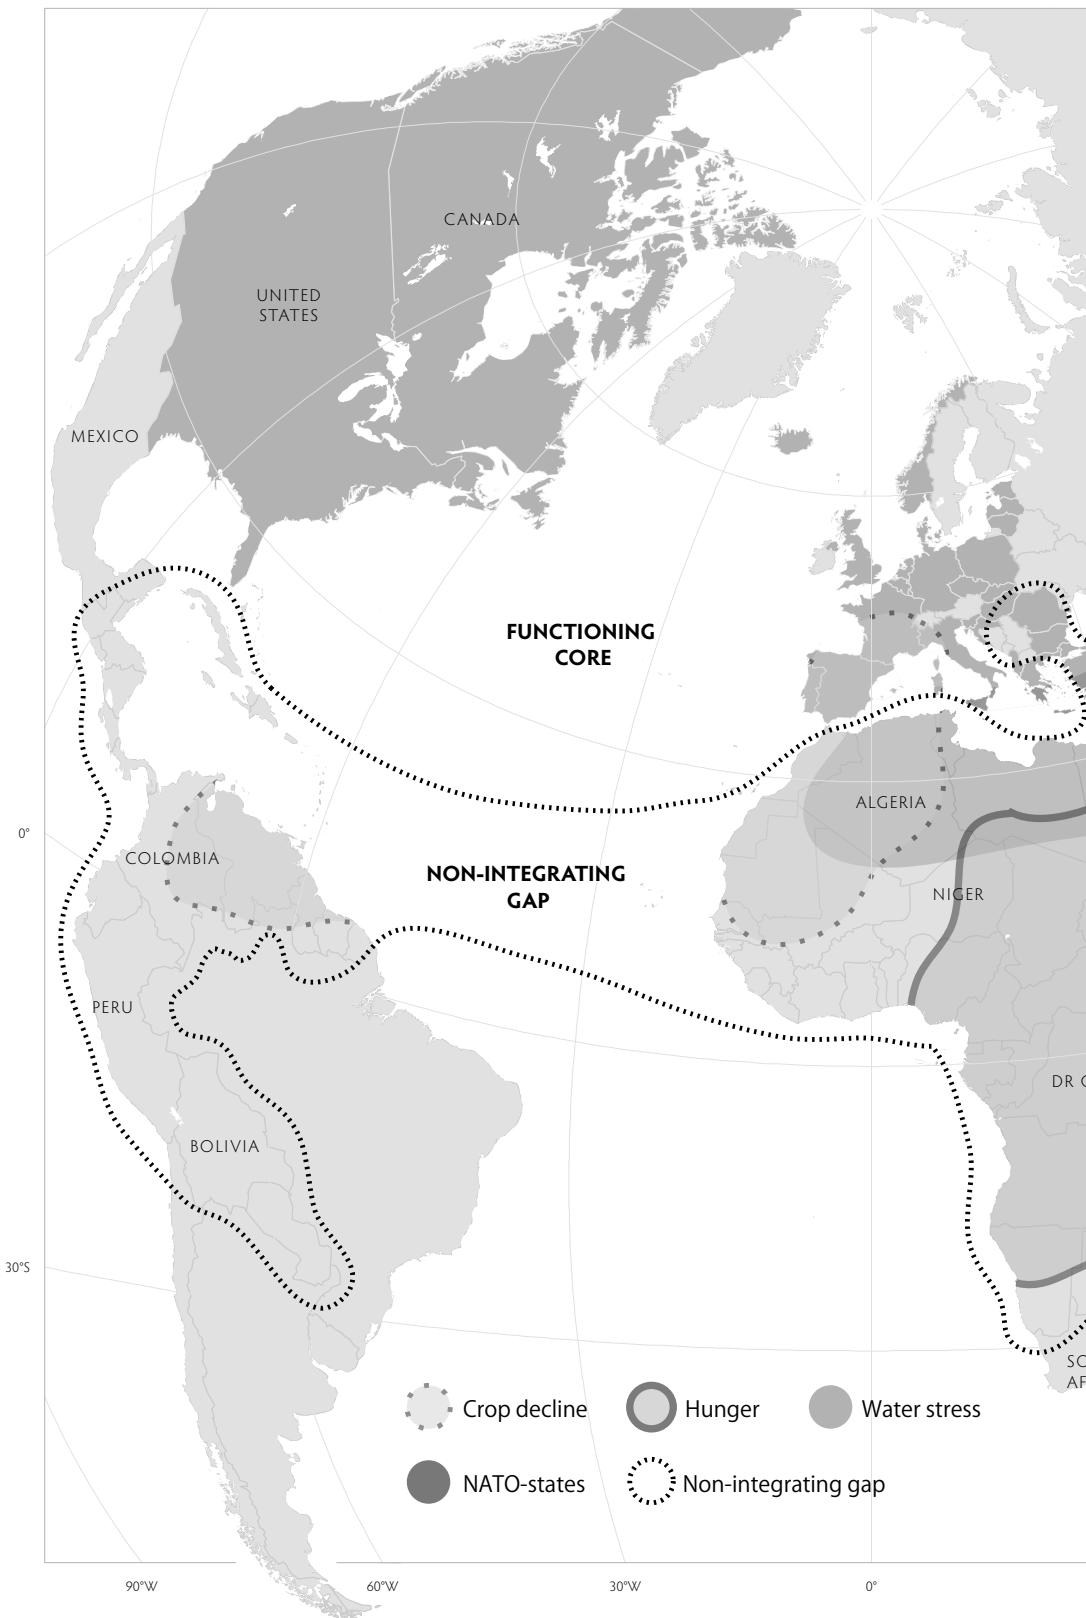 CANADA
UNITED
STATES
MEXICO
FUNCTIONING
CORE
ALGERIA
0°
COLOMBIA
NON-INTEGRATING
GAP
NIGER
PERU
DR C
BOLIVIA
30°S
SO
AF
Crop decline
Hunger
Water stress
NATO-states
Non-integrating gap
90°W
60°W
30°W
0°